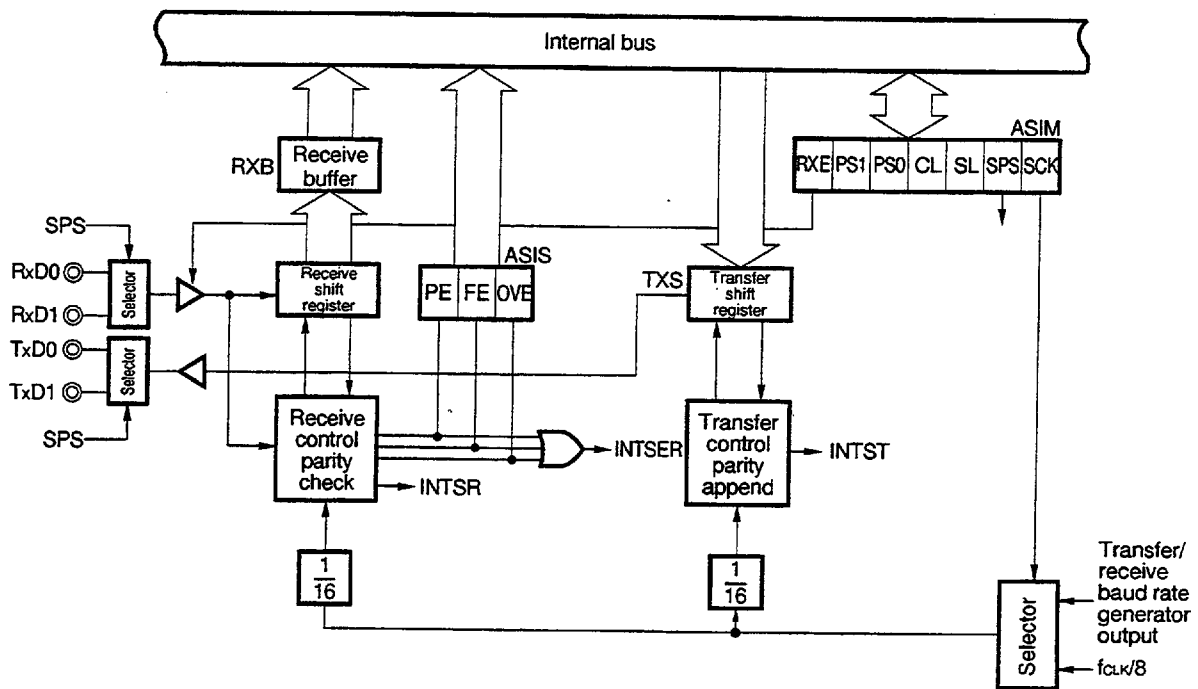 Internal bus
ASIM
RXE PS1 PS0 CL SL SPS SCK
RXB
Receive
buffer
SPS
RxD0
RxD1
Selector
Receive
shift
register
ASIS
PE FE OVE
TXS
Transfer
shift
register
TxD0
TxD1
Selector
SPS
Receive
control
parity
check
INTSER
INTSR
Transfer
control
parity
append
INTST
1
16
1
16
Selector
Transfer/
receive
baud rate
generator
output
fCLK/8